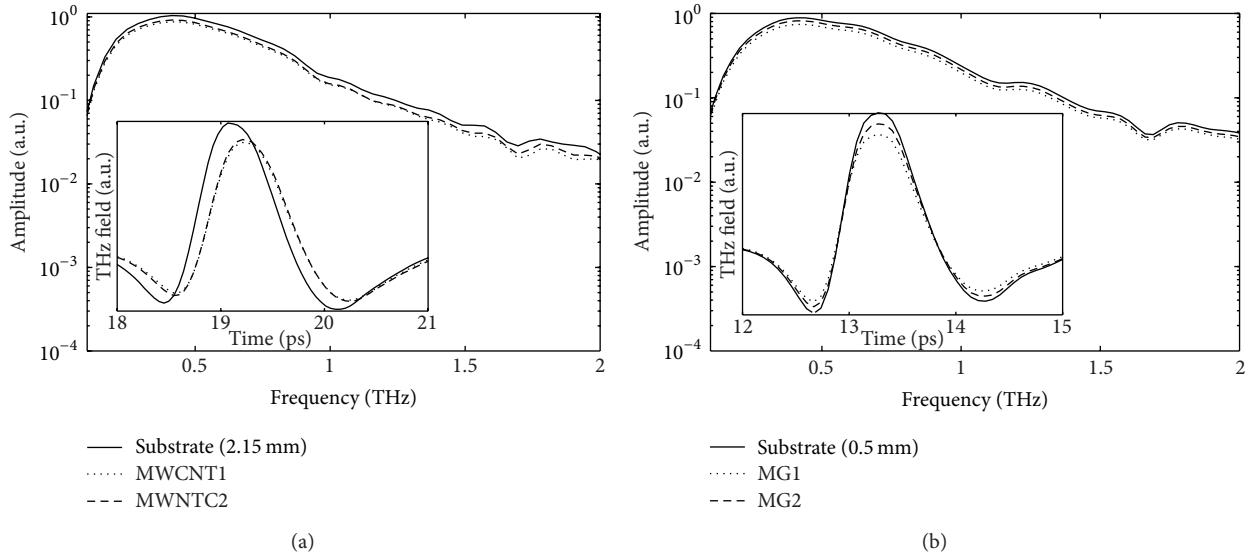 10^0
10^−1
10^−2
10^−3
10^−4
Amplitude (a.u.)
THz field (a.u.)
18 19 20 21
Time (ps)
0.5 1 1.5 2
Frequency (THz)
Substrate (2.15 mm)
MWCNT1
MWNTC2
(a)
10^0
10^−1
10^−2
10^−3
10^−4
Amplitude (a.u.)
THz field (a.u.)
12 13 14 15
Time (ps)
0.5 1 1.5 2
Frequency (THz)
Substrate (0.5 mm)
MG1
MG2
(b)